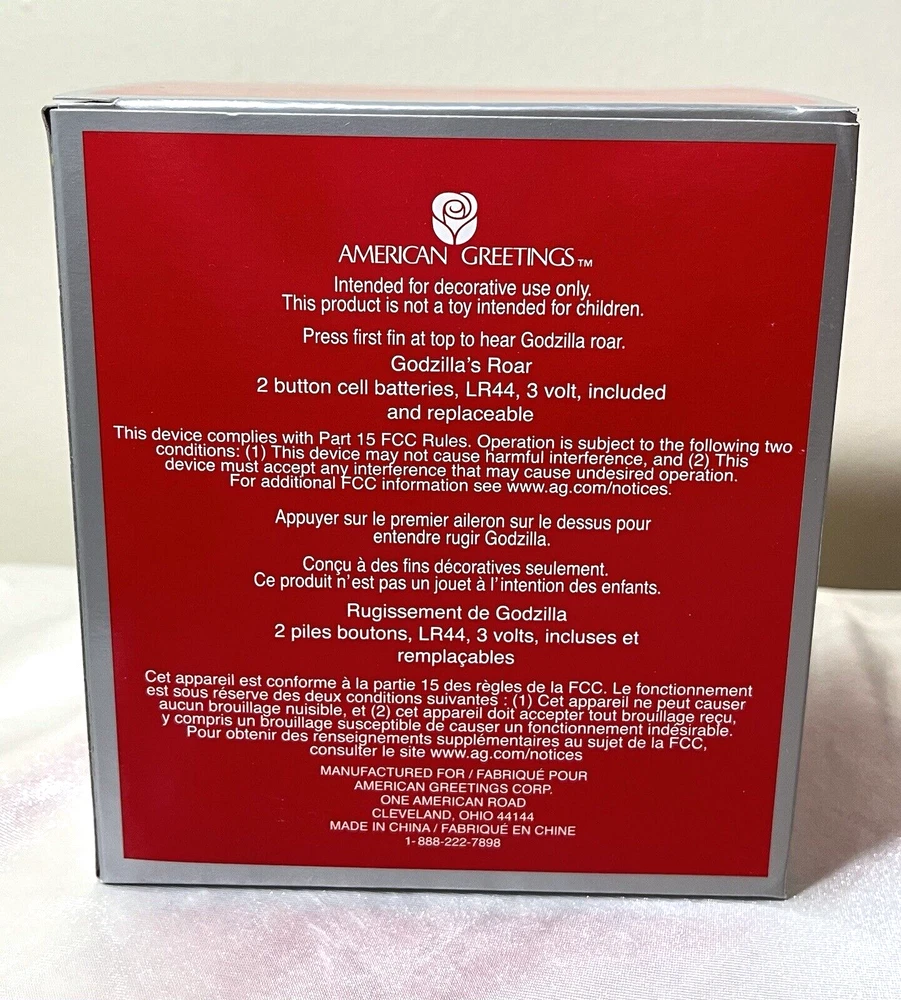 AMERICAN GREETINGS™
Intended for decorative use only.
This product is not a toy intended for children.
Press first fin at top to hear Godzilla roar.
Godzilla's Roar
2 button cell batteries, LR44, 3 volt, included
and replaceable
This device complies with Part 15 FCC Rules. Operation is subject to the following two
conditions: (1) This device may not cause harmful interference, and (2) This
device must accept any interference that may cause undesired operation.
For additional FCC information see www.ag.com/notices.
Appuyer sur le premier aileron sur le dessus pour
entendre rugir Godzilla.
Conçu à des fins décoratives seulement.
Ce produit n'est pas un jouet à l'intention des enfants.
Rugissement de Godzilla
2 piles boutons, LR44, 3 volts, incluses et
remplaçables
Cet appareil est conforme à la partie 15 des règles de la FCC. Le fonctionnement
est sous réserve des deux conditions suivantes : (1) Cet appareil ne peut causer
aucun brouillage nuisible, et (2) cet appareil doit accepter tout brouillage reçu,
y compris un brouillage susceptible de causer un fonctionnement indésirable.
Pour obtenir des renseignements supplémentaires au sujet de la FCC,
consulter le site www.ag.com/notices
MANUFACTURED FOR / FABRIQUÉ POUR
AMERICAN GREETINGS CORP.
ONE AMERICAN ROAD
CLEVELAND, OHIO 44144
MADE IN CHINA / FABRIQUÉ EN CHINE
1-888-222-7898